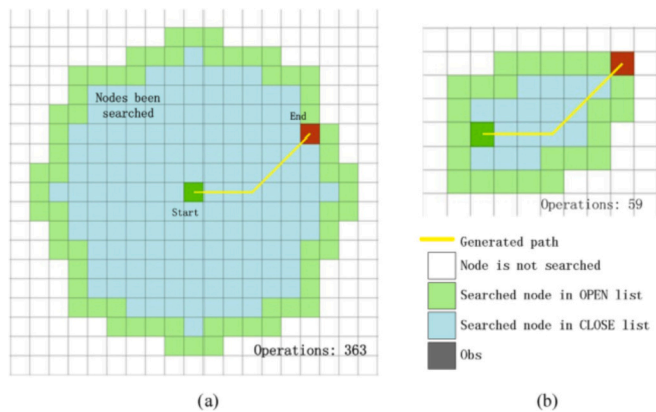 Nodes been
searched
End
Start
Operations: 363
(a)
Operations: 59
Generated path
Node is not searched
Searched node in OPEN list
Searched node in CLOSE list
Obs
(b)